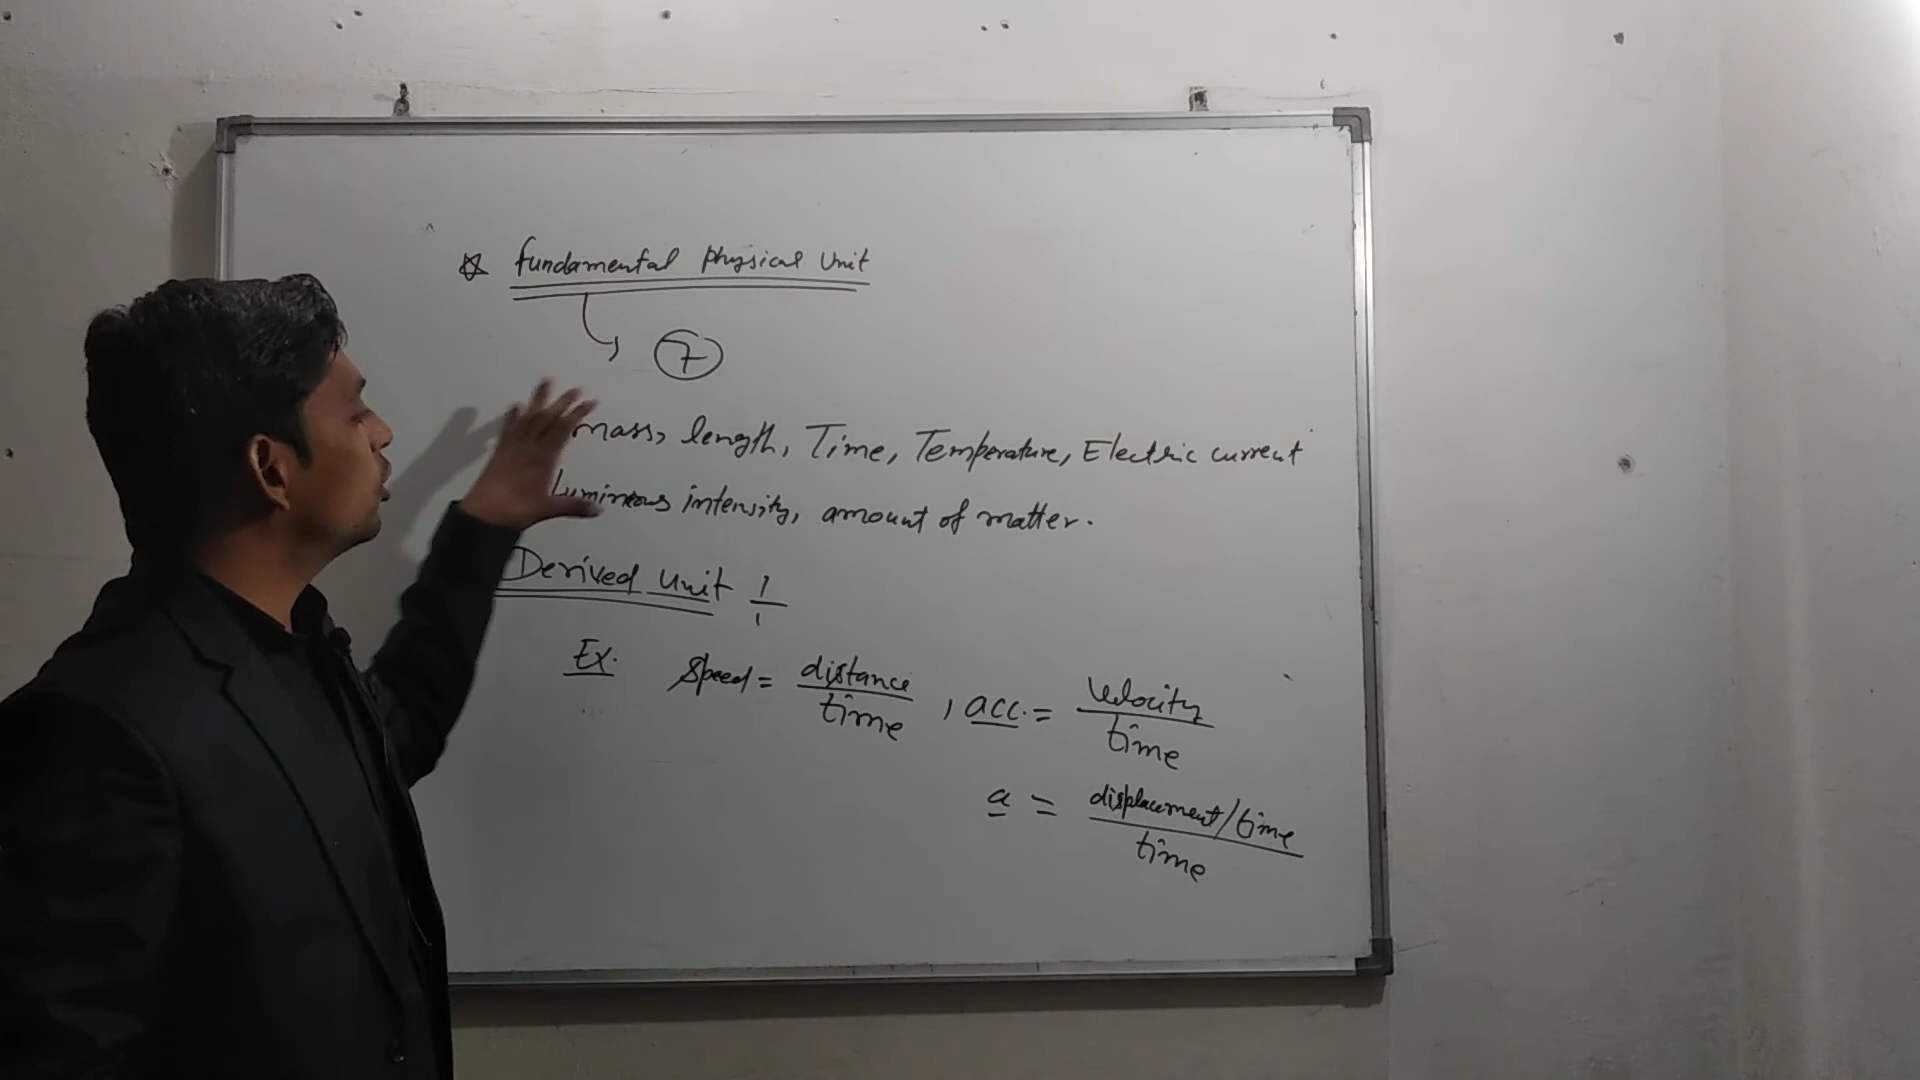 ☆ fundamental physical Unit
7
mass, length, Time, Temperature, Electric current
Luminous intensity, amount of matter.
Derived unit
Ex. Speed = distance/time, acc. = velocity/time
a = displacement/time/time